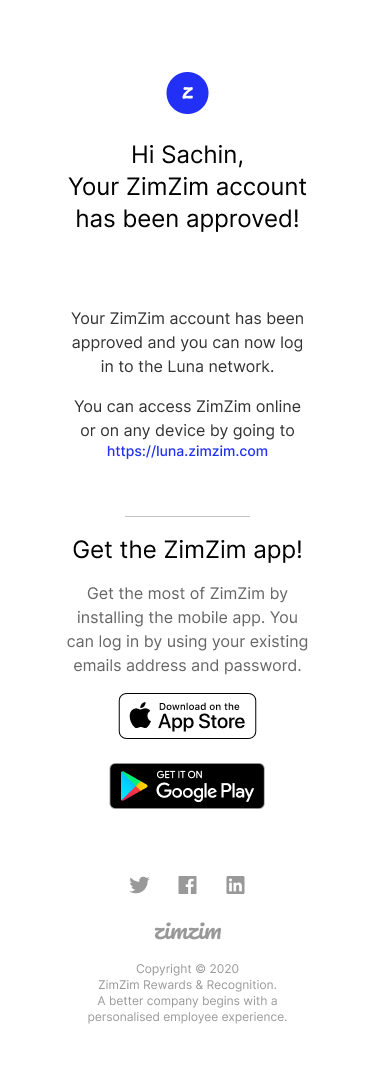 z
Hi Sachin,
Your ZimZim account
has been approved!
Your ZimZim account has been
approved and you can now log
in to the Luna network.
You can access ZimZim online
or on any device by going to
https://luna.zimzim.com
Get the ZimZim app!
Get the most of ZimZim by
installing the mobile app. You
can log in by using your existing
emails address and password.
Download on the
App Store
GET IT ON
Google Play
in
zimzim
Copyright © 2020
ZimZim Rewards & Recognition.
A better company begins with a
personalised employee experience.